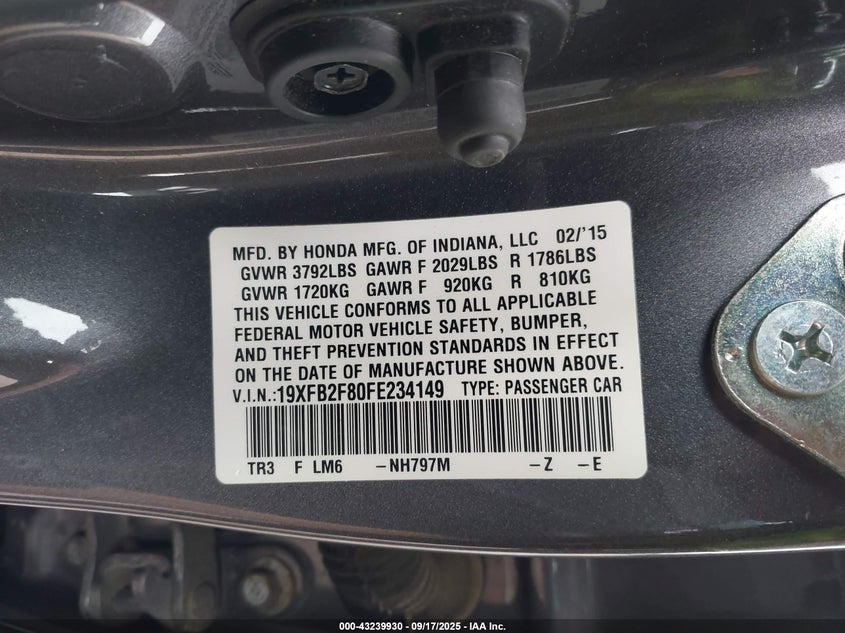 MFD. BY HONDA MFG. OF INDIANA, LLC 02/'15
GVWR 3792LBS GAWR F 2029LBS R 1786LBS
GVWR 1720KG GAWR F 920KG R 810KG
THIS VEHICLE CONFORMS TO ALL APPLICABLE
FEDERAL MOTOR VEHICLE SAFETY, BUMPER,
AND THEFT PREVENTION STANDARDS IN EFFECT
ON THE DATE OF MANUFACTURE SHOWN ABOVE.
V.I.N.:19XFB2F80FE234149 TYPE: PASSENGER CAR
TR3 F LM6 –NH797M –Z –E
000-43239930 - 09/17/2025 - IAA Inc.